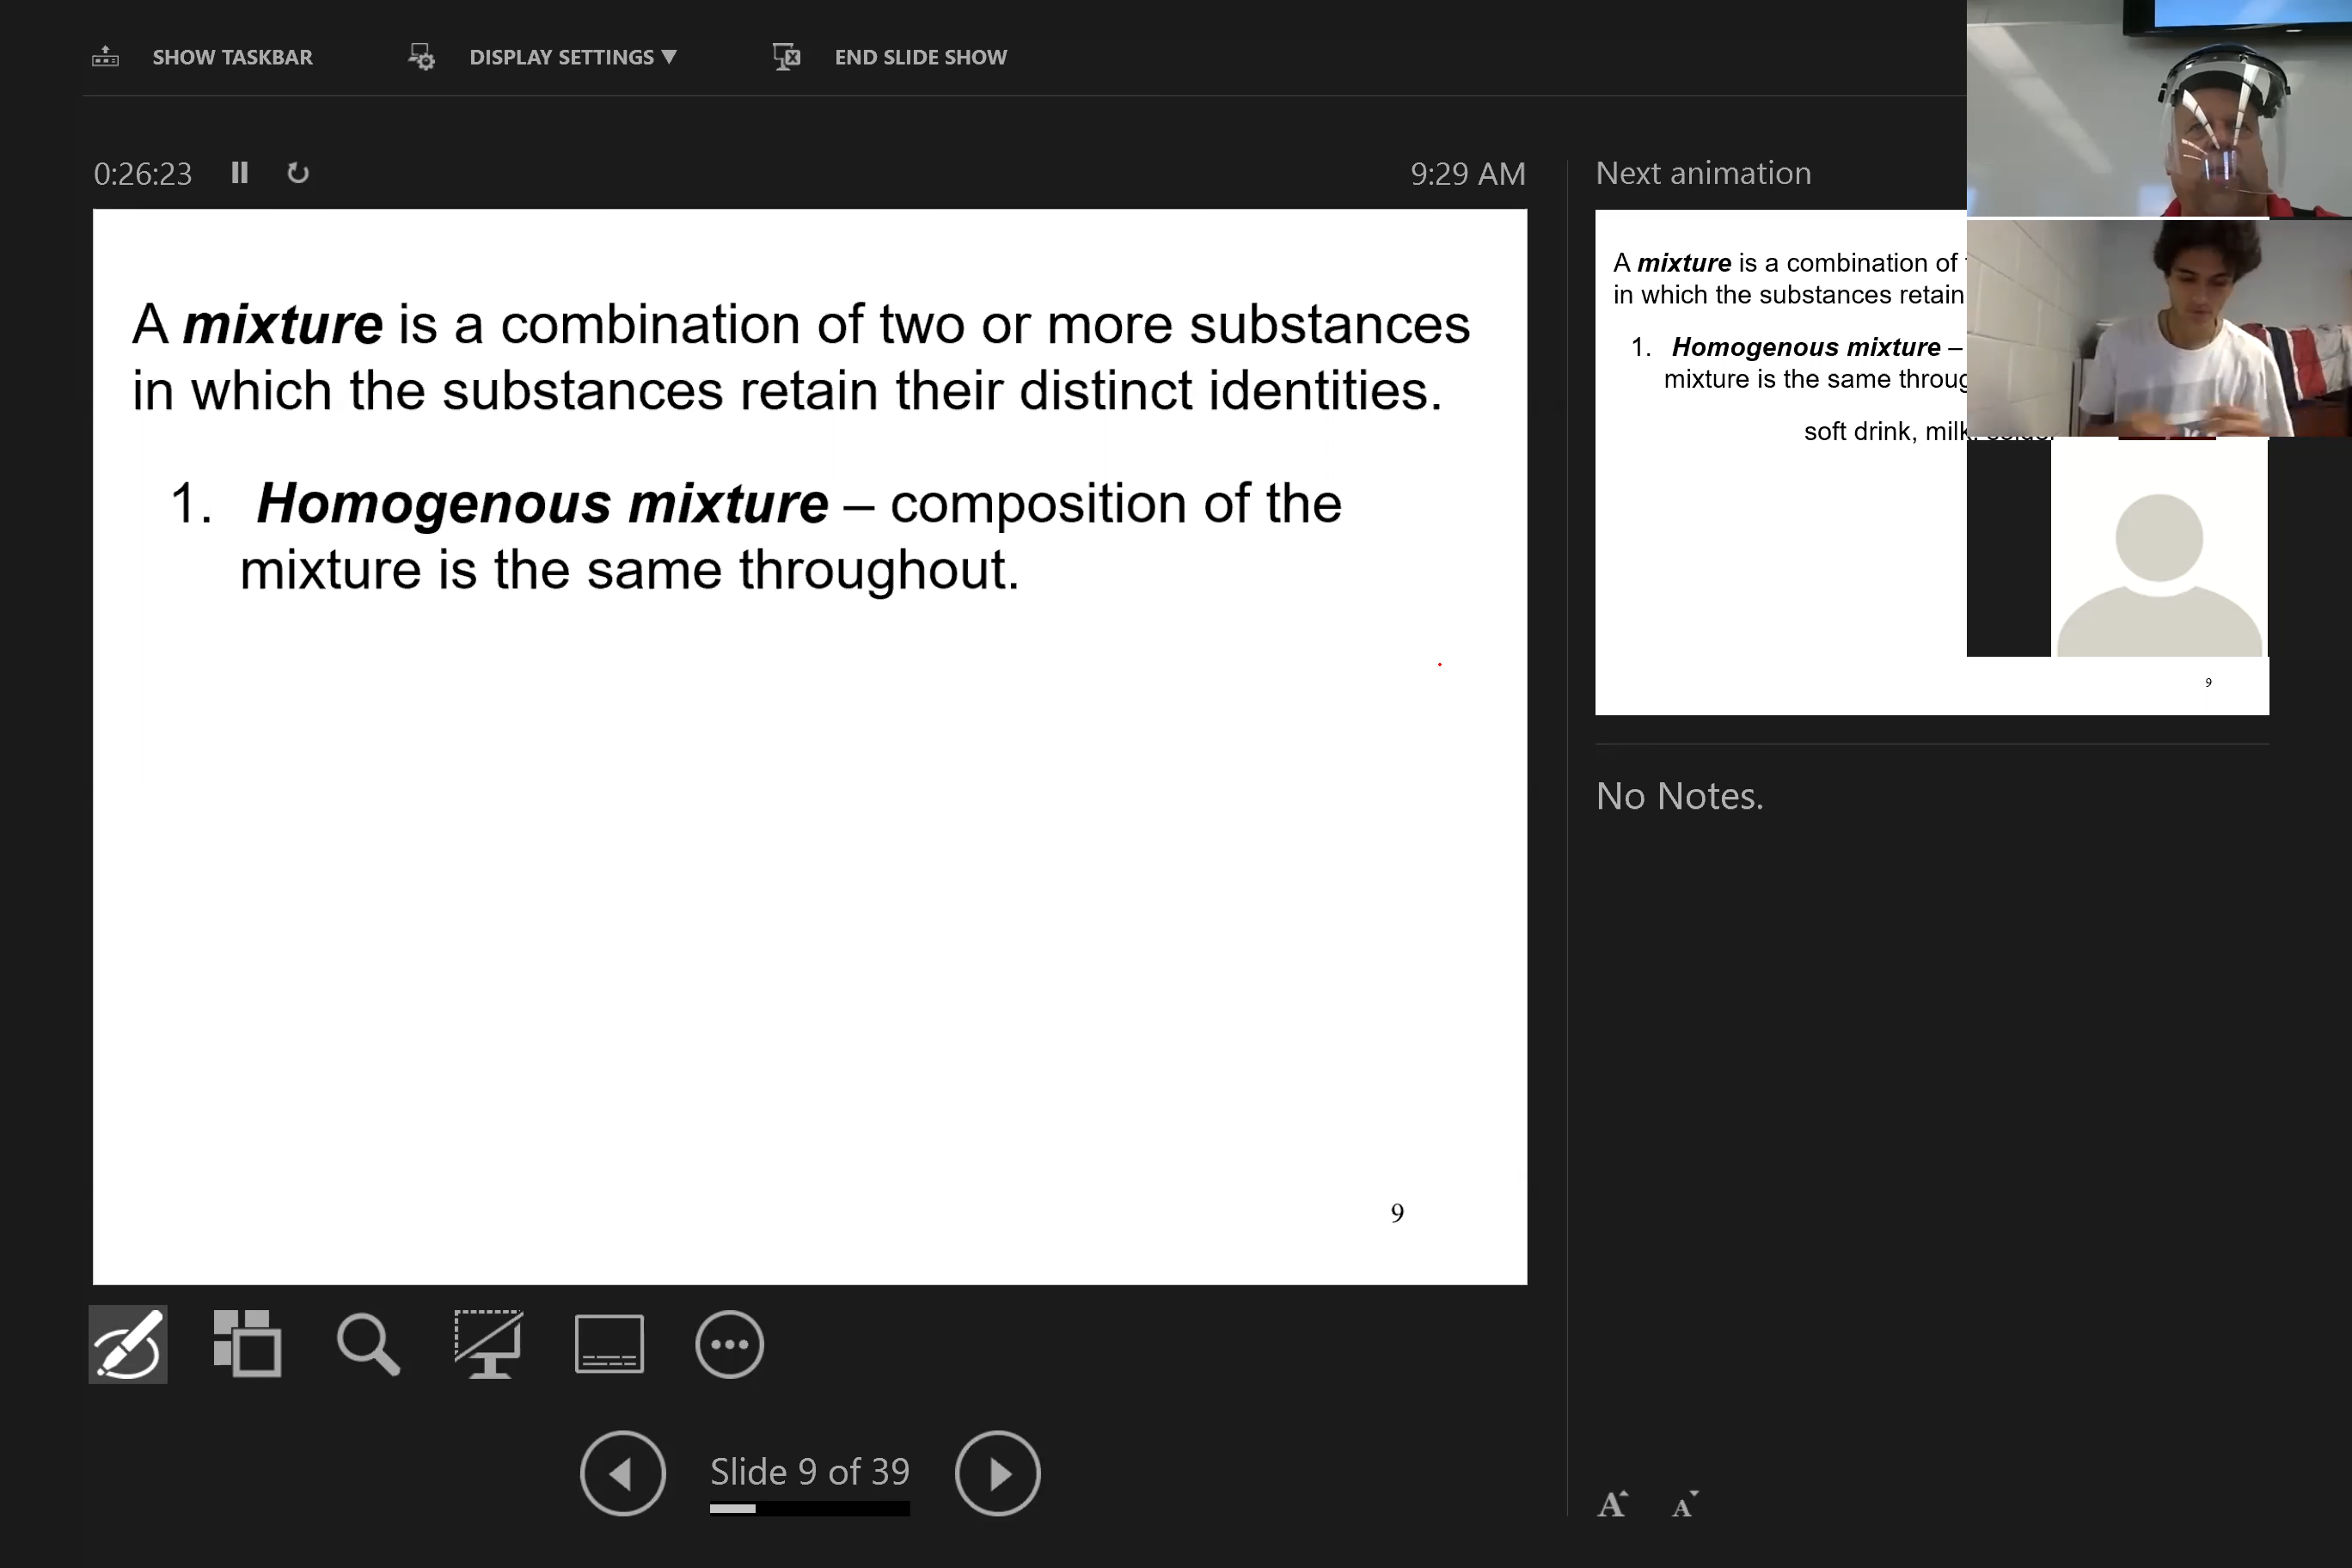 SHOW TASKBAR DISPLAY SETTINGS ▼ END SLIDE SHOW
0:26:23 9:29 AM
A mixture is a combination of two or more substances
in which the substances retain their distinct identities.
1. Homogenous mixture – composition of the
mixture is the same throughout.
9
Slide 9 of 39
Next animation
A mixture is a combination of
in which the substances retain
1. Homogenous mixture –
mixture is the same throug
soft drink, milk,
9
No Notes.
A A